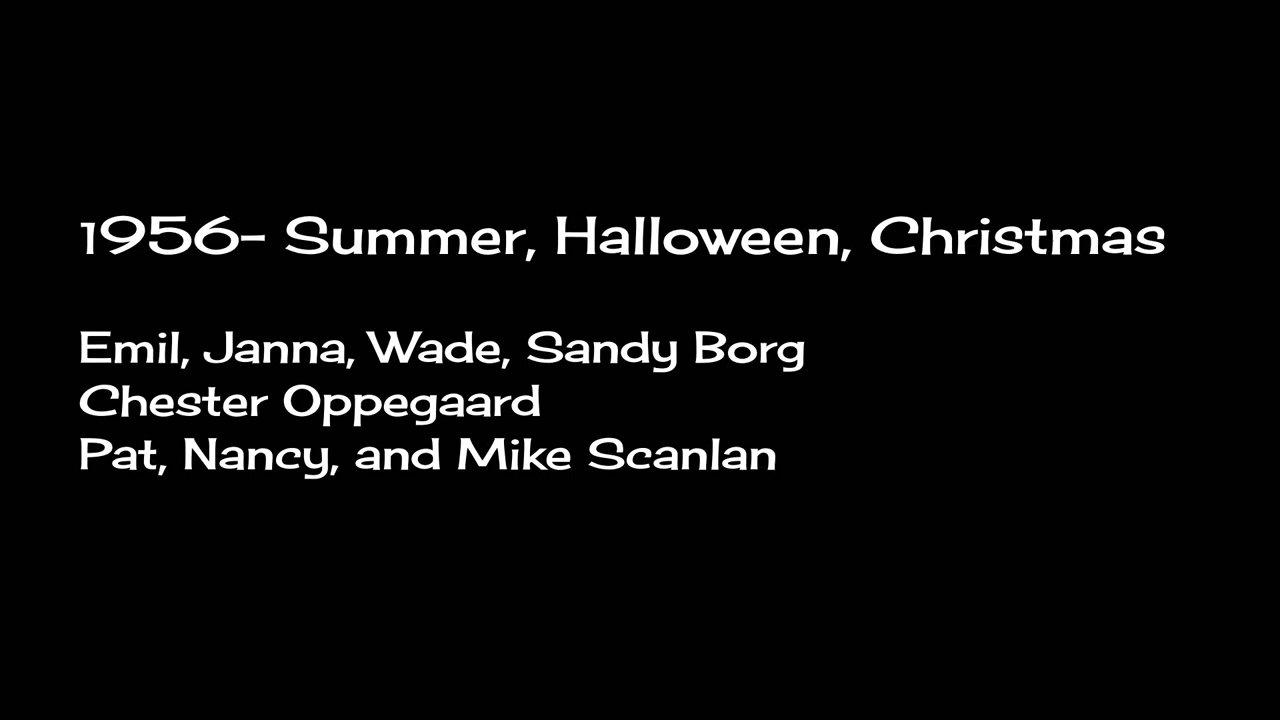 1956- Summer, Halloween, Christmas
Emil, Janna, Wade, Sandy Borg
Chester Oppegaard
Pat, Nancy, and Mike Scanlan